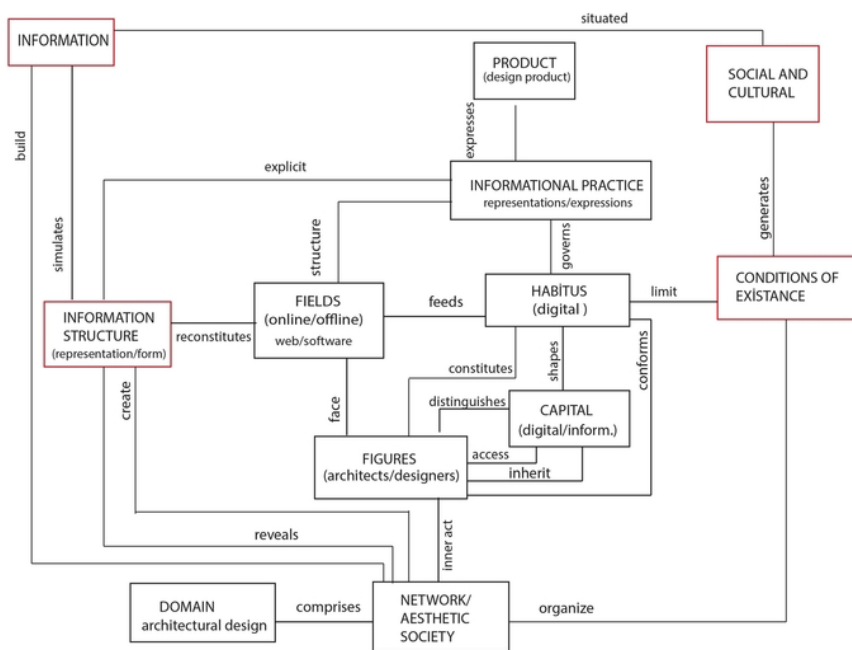 situated
INFORMATION
PRODUCT
(design product)
SOCIAL AND
CULTURAL
build
expresses
explicit
simulates
INFORMATIONAL PRACTICE
representations/expressions
generates
structure
governs
CONDITIONS OF
EXİSTANCE
HABİTUS
(digital )
limit
FIELDS
(online/offline)
web/software
feeds
INFORMATION
STRUCTURE
(representation/form)
reconstitutes
constitutes
shapes
conforms
create
face
distinguishes
CAPITAL
(digital/inform.)
FIGURES
(architects/designers)
access
inherit
reveals
inner act
DOMAIN
architectural design
comprises
NETWORK/
AESTHETIC
SOCIETY
organize